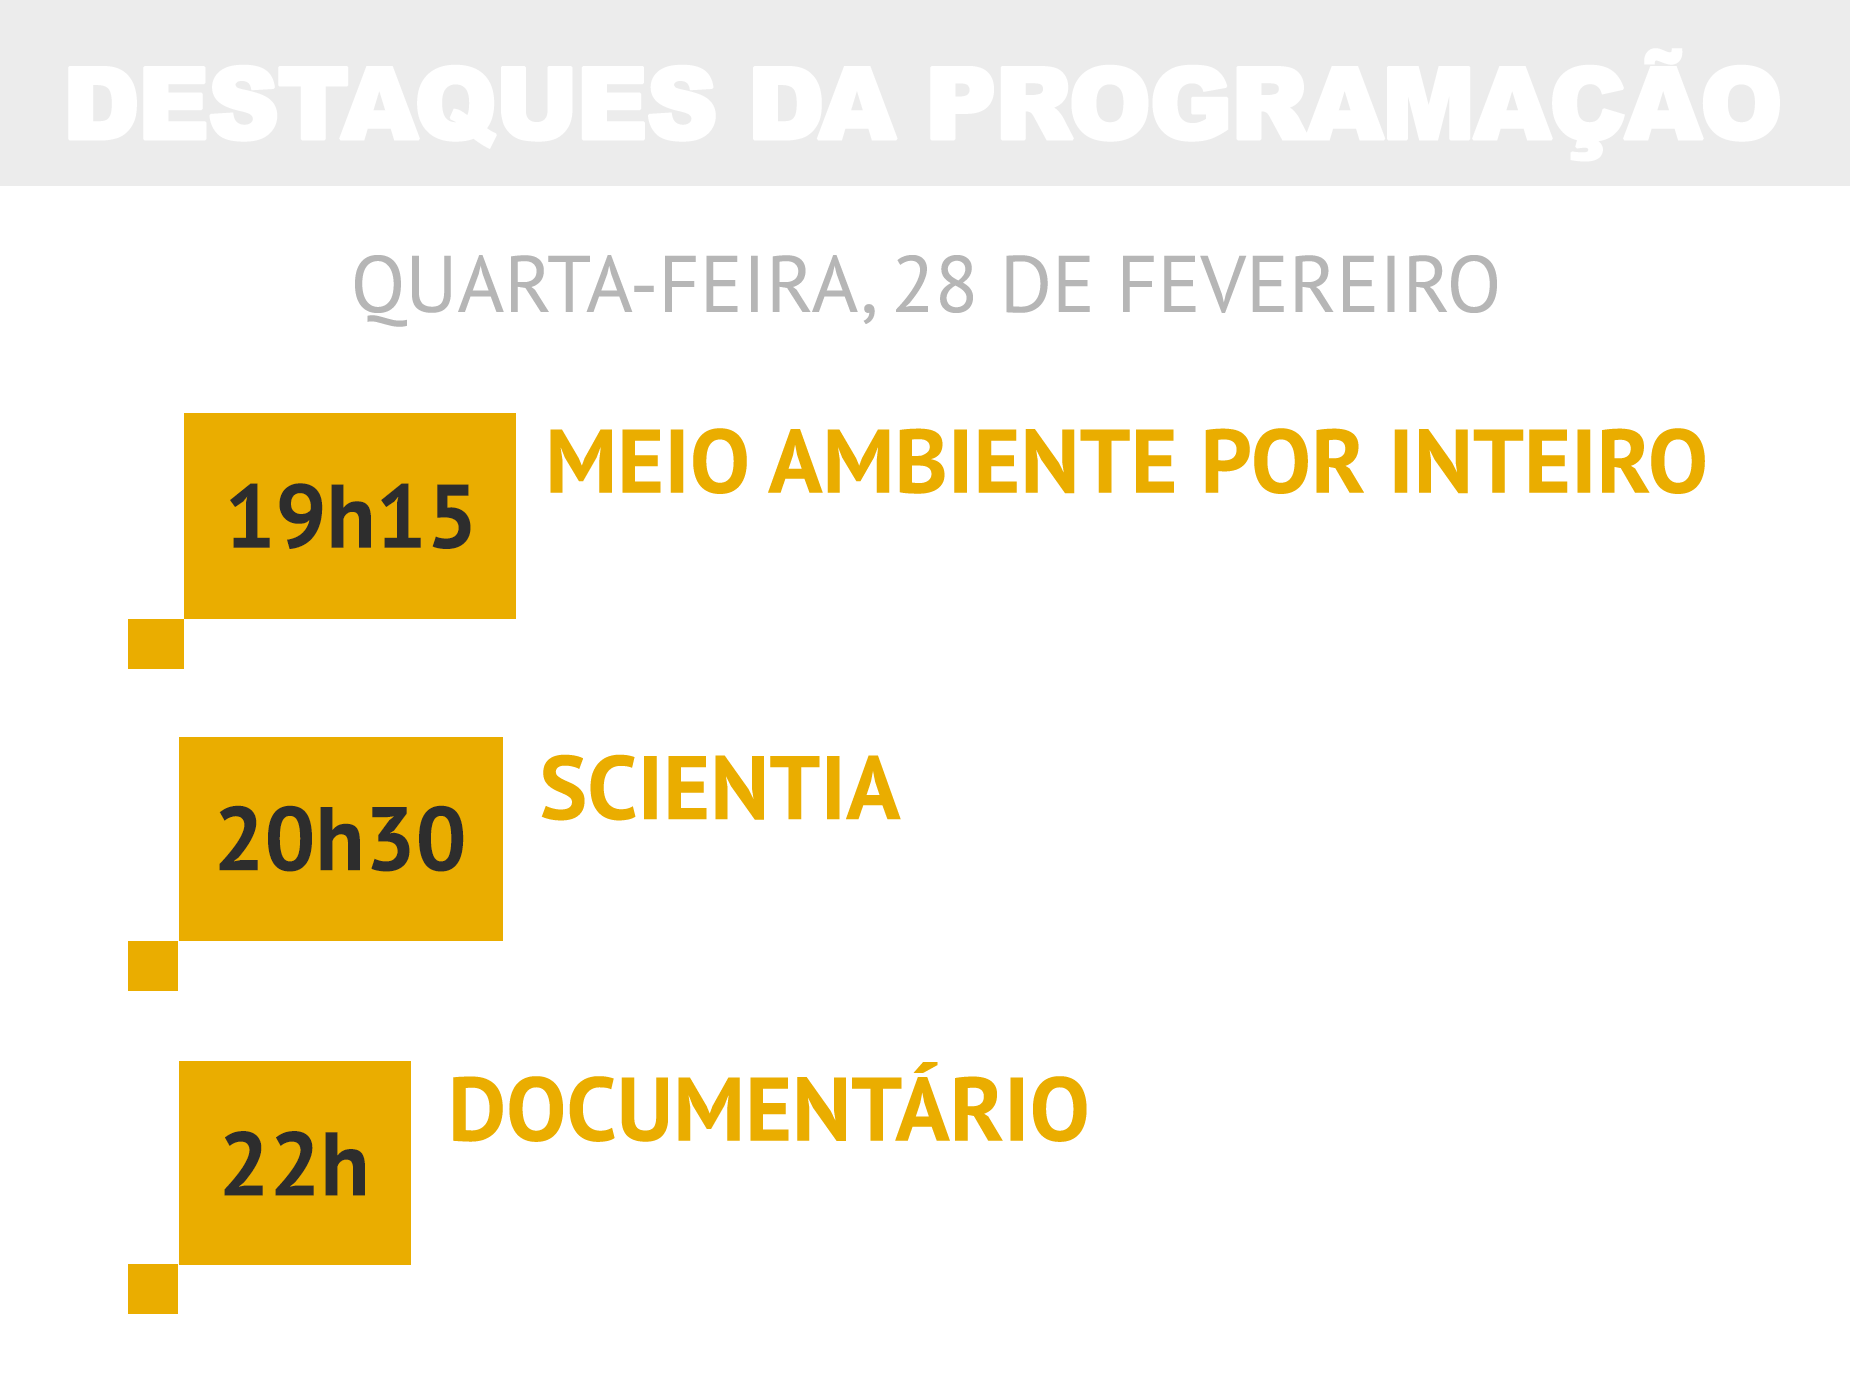 DESTAQUES DA PROGRAMAÇÃO
QUARTA-FEIRA, 28 DE FEVEREIRO
19h15
MEIO AMBIENTE POR INTEIRO
20h30
SCIENTIA
22h
DOCUMENTÁRIO